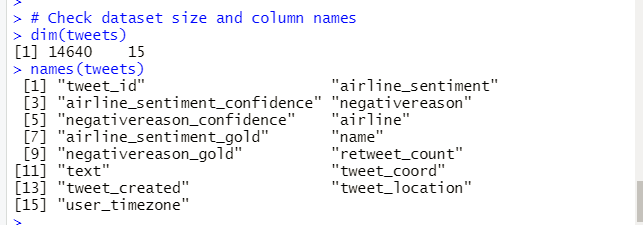 >
> # Check dataset size and column names
> dim(tweets)
[1] 14640    15
> names(tweets)
 [1] "tweet_id"                     "airline_sentiment"
 [3] "airline_sentiment_confidence" "negativereason"
 [5] "negativereason_confidence"    "airline"
 [7] "airline_sentiment_gold"       "name"
 [9] "negativereason_gold"          "retweet_count"
[11] "text"                         "tweet_coord"
[13] "tweet_created"                "tweet_location"
[15] "user_timezone"
>